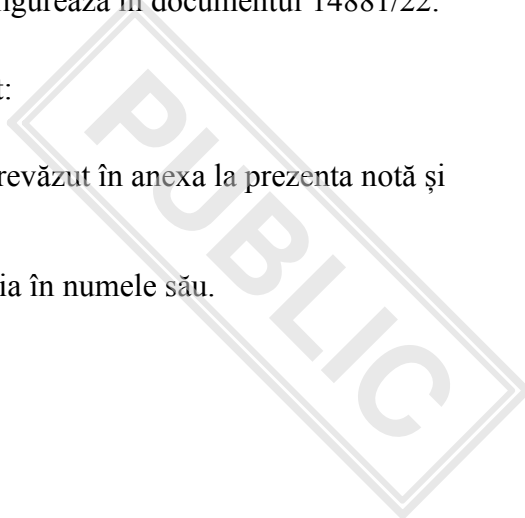 figurează în documentul 14881/22.
:
revăzut în anexa la prezenta notă și
ia în numele său.
PUBLIC